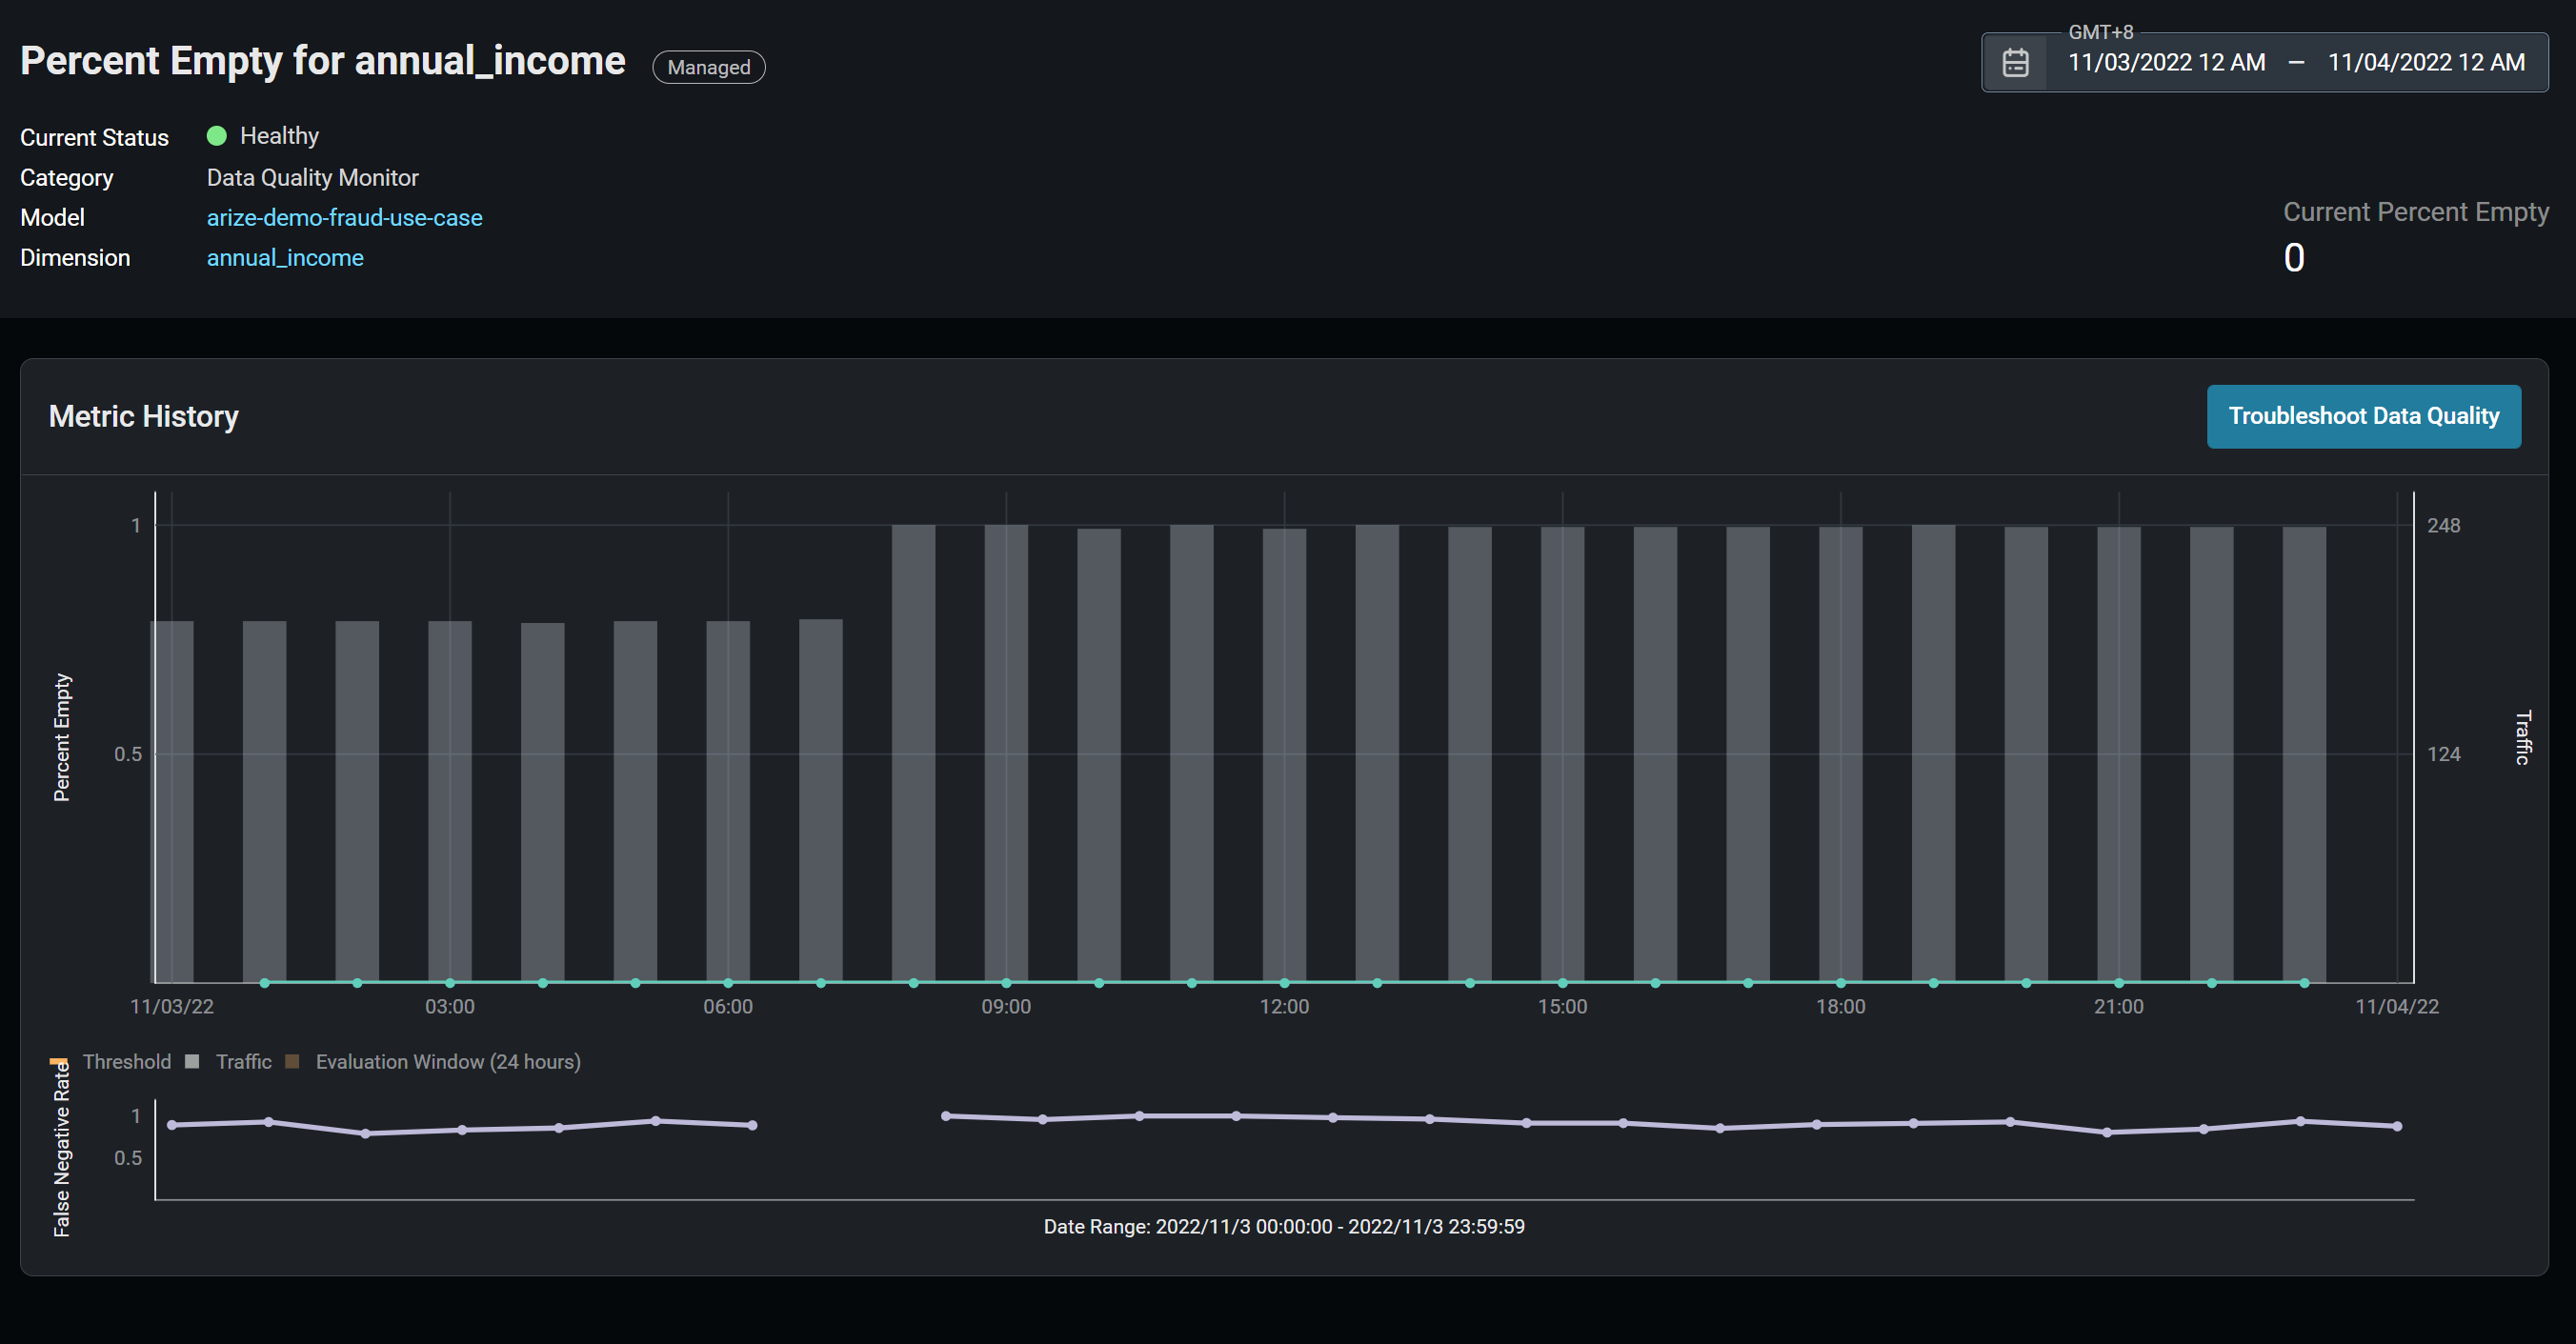 Percent Empty for annual_income
Managed
GMT+8
11/03/2022 12 AM – 11/04/2022 12 AM
Current Status Healthy
Category Data Quality Monitor
Model arize-demo-fraud-use-case
Dimension annual_income
Current Percent Empty
0
Metric History
Troubleshoot Data Quality
1
0.5
Percent Empty
248
124
Traffic
11/03/22 03:00 06:00 09:00 12:00 15:00 18:00 21:00 11/04/22
Threshold Traffic Evaluation Window (24 hours)
False Negative Rate
1
0.5
Date Range: 2022/11/3 00:00:00 - 2022/11/3 23:59:59